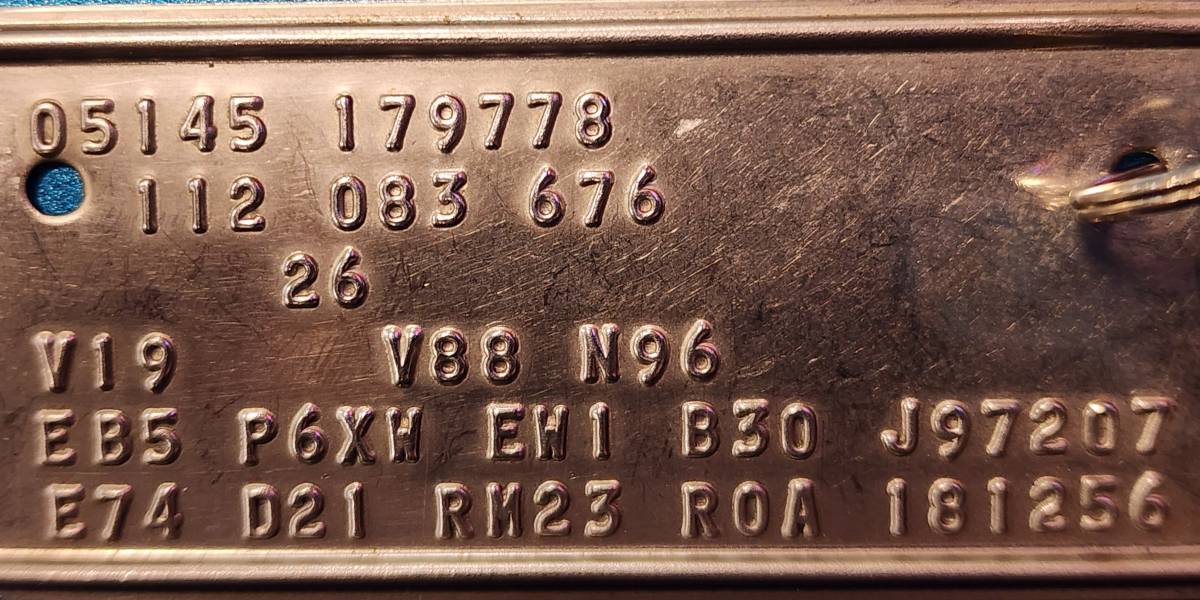 05145 179778
112 083 676
26
V19 V88 N96
EB5 P6XW EW1 B30 J97207
E74 D21 RM23 R0A 181256